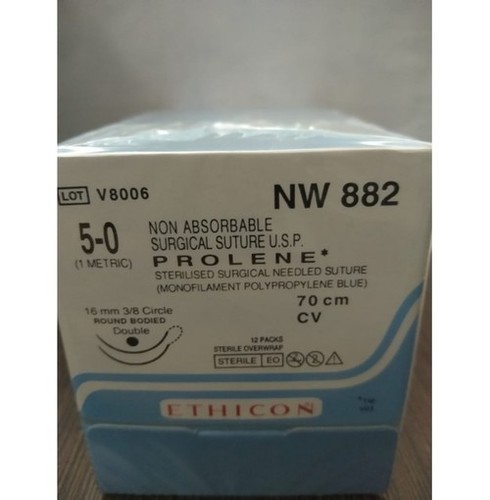 LOT V8006
NW 882
5-0
(1 METRIC)
NON ABSORBABLE
SURGICAL SUTURE U.S.P.
PROLENE*
STERILISED SURGICAL NEEDLED SUTURE
(MONOFILAMENT POLYPROPYLENE BLUE)
70 cm
CV
16 mm 3/8 Circle
ROUND BODIED
Double
12 PACKS
STERILE OVERWRAP
STERILE EO
ETHICON